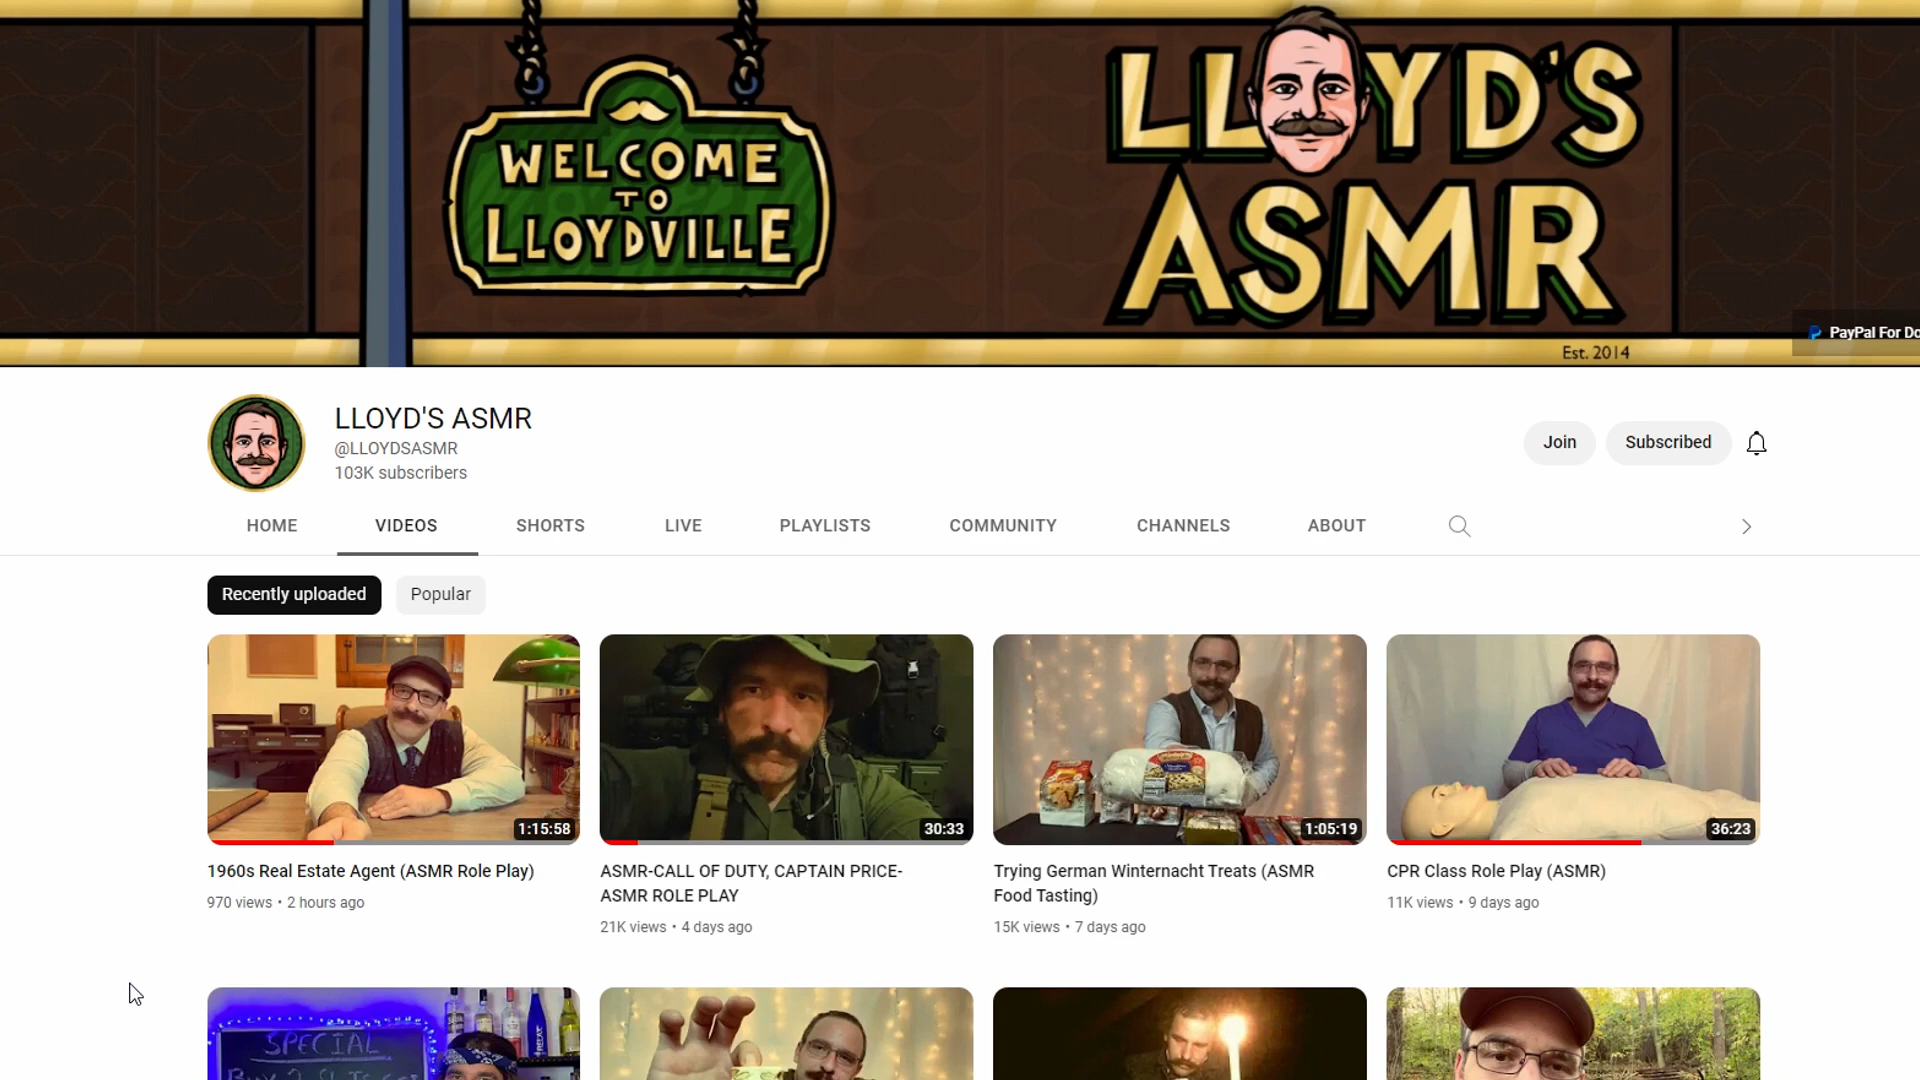 WELCOME
TO
LLOYDVILLE
LLOYD'S
ASMR
Est. 2014
PayPal For Do
LLOYD'S ASMR
@LLOYDSASMR
103K subscribers
Join
Subscribed
HOME
VIDEOS
SHORTS
LIVE
PLAYLISTS
COMMUNITY
CHANNELS
ABOUT
Recently uploaded
Popular
1:15:58
30:33
1:05:19
36:23
1960s Real Estate Agent (ASMR Role Play)
970 views • 2 hours ago
ASMR-CALL OF DUTY, CAPTAIN PRICE-
ASMR ROLE PLAY
21K views • 4 days ago
Trying German Winternacht Treats (ASMR
Food Tasting)
15K views • 7 days ago
CPR Class Role Play (ASMR)
11K views • 9 days ago
SPECIAL